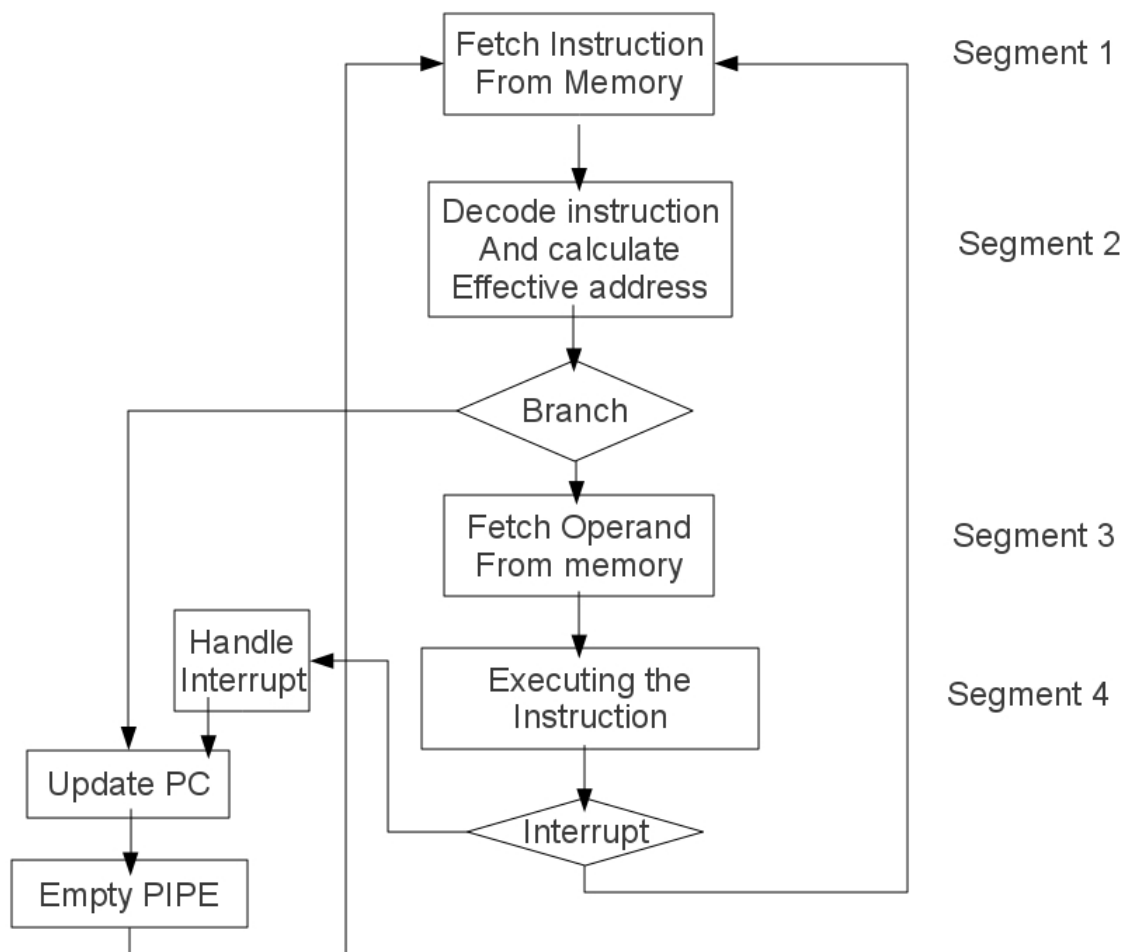 Fetch Instruction
From Memory
Segment 1
Decode instruction
And calculate
Effective address
Segment 2
Branch
Fetch Operand
From memory
Segment 3
Handle
Interrupt
Executing the
Instruction
Segment 4
Update PC
Interrupt
Empty PIPE